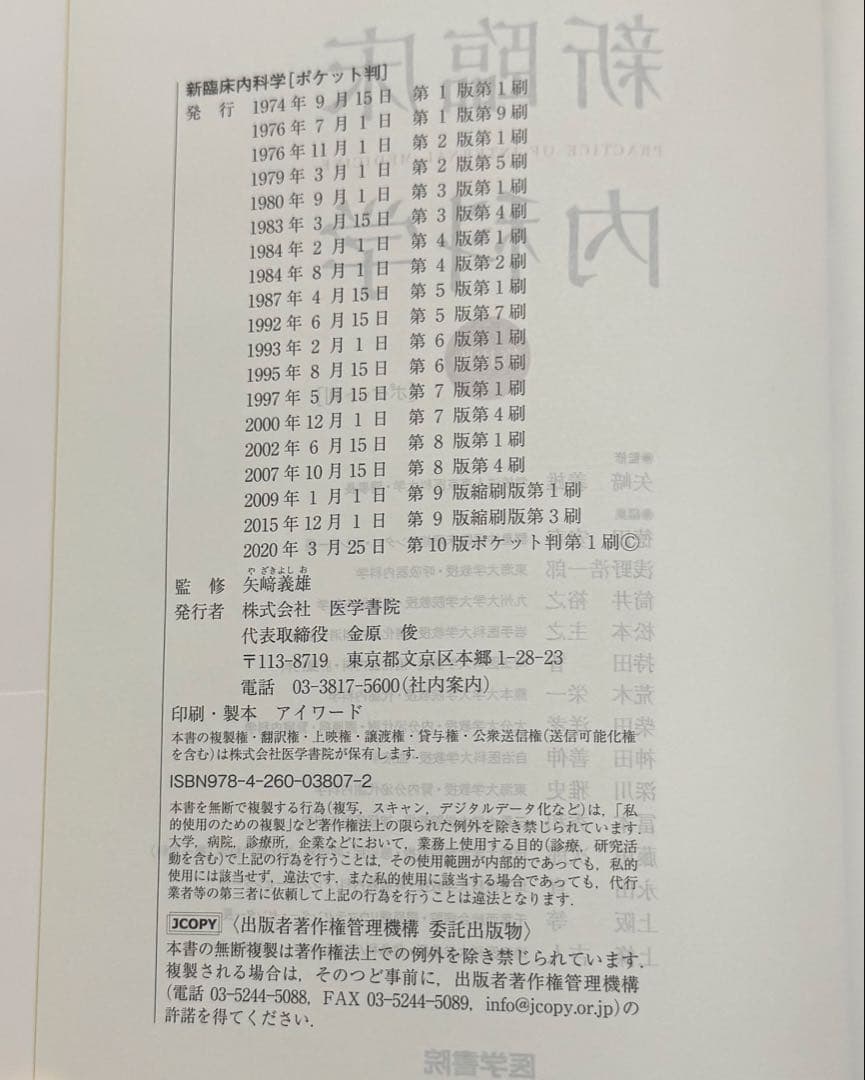 新臨床内科学[ポケット判]
発　行　1974年 9 月15日　第 1 版第1刷
1976年 7 月 1 日　第 1 版第9刷
1976年11月 1 日　第 2 版第1刷
1979年 3 月 1 日　第 2 版第5刷
1980年 9 月 1 日　第 3 版第1刷
1983年 3 月15日　第 3 版第4刷
1984年 2 月 1 日　第 4 版第1刷
1984年 8 月 1 日　第 4 版第2刷
1987年 4 月15日　第 5 版第1刷
1992年 6 月15日　第 5 版第7刷
1993年 2 月 1 日　第 6 版第1刷
1995年 8 月15日　第 6 版第5刷
1997年 5 月15日　第 7 版第1刷
2000年12月 1 日　第 7 版第4刷
2002年 6 月15日　第 8 版第1刷
2007年10月15日　第 8 版第4刷
2009年 1 月 1 日　第 9 版縮刷版第1刷
2015年12月 1 日　第 9 版縮刷版第3刷
2020年 3 月25日　第10版ポケット判第1刷Ⓒ
や ざきよし お
監　修　矢﨑義雄
発行者　株式会社　医学書院
代表取締役　金原　俊
〒113-8719　東京都文京区本郷1-28-23
電話　03-3817-5600(社内案内)
印刷・製本　アイワード
本書の複製権・翻訳権・上映権・譲渡権・貸与権・公衆送信権(送信可能化権
を含む)は株式会社医学書院が保有します.
ISBN978-4-260-03807-2
本書を無断で複製する行為(複写，スキャン，デジタルデータ化など)は，「私
的使用のための複製」など著作権法上の限られた例外を除き禁じられています.
大学，病院，診療所，企業などにおいて，業務上使用する目的(診療，研究活
動を含む)で上記の行為を行うことは，その使用範囲が内部的であっても，私的
使用には該当せず，違法です．また私的使用に該当する場合であっても，代行
業者等の第三者に依頼して上記の行為を行うことは違法となります.
JCOPY〈出版者著作権管理機構 委託出版物〉
本書の無断複製は著作権法上での例外を除き禁じられています.
複製される場合は，そのつど事前に，出版者著作権管理機構
(電話 03-5244-5088，FAX 03-5244-5089，info@jcopy.or.jp)の
許諾を得てください.